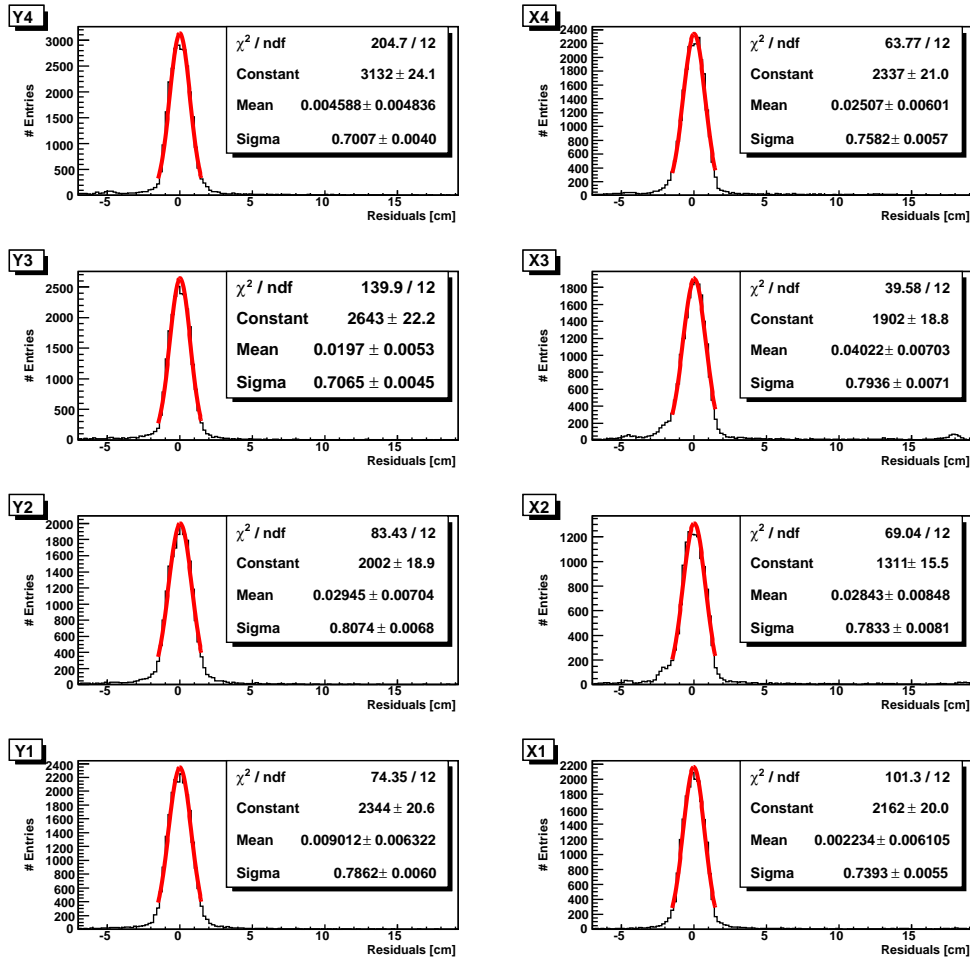 Y4
# Entries
3000
2500
2000
1500
1000
500
0
-5 0 5 10 15
Residuals [cm]
χ² / ndf 204.7 / 12
Constant 3132 ± 24.1
Mean 0.004588 ± 0.004836
Sigma 0.7007 ± 0.0040
X4
# Entries
2400
2200
2000
1800
1600
1400
1200
1000
800
600
400
200
0
-5 0 5 10 15
Residuals [cm]
χ² / ndf 63.77 / 12
Constant 2337 ± 21.0
Mean 0.02507 ± 0.00601
Sigma 0.7582 ± 0.0057
Y3
# Entries
2500
2000
1500
1000
500
0
-5 0 5 10 15
Residuals [cm]
χ² / ndf 139.9 / 12
Constant 2643 ± 22.2
Mean 0.0197 ± 0.0053
Sigma 0.7065 ± 0.0045
X3
# Entries
1800
1600
1400
1200
1000
800
600
400
200
0
-5 0 5 10 15
Residuals [cm]
χ² / ndf 39.58 / 12
Constant 1902 ± 18.8
Mean 0.04022 ± 0.00703
Sigma 0.7936 ± 0.0071
Y2
# Entries
2000
1800
1600
1400
1200
1000
800
600
400
200
0
-5 0 5 10 15
Residuals [cm]
χ² / ndf 83.43 / 12
Constant 2002 ± 18.9
Mean 0.02945 ± 0.00704
Sigma 0.8074 ± 0.0068
X2
# Entries
1200
1000
800
600
400
200
0
-5 0 5 10 15
Residuals [cm]
χ² / ndf 69.04 / 12
Constant 1311 ± 15.5
Mean 0.02843 ± 0.00848
Sigma 0.7833 ± 0.0081
Y1
# Entries
2400
2200
2000
1800
1600
1400
1200
1000
800
600
400
200
0
-5 0 5 10 15
Residuals [cm]
χ² / ndf 74.35 / 12
Constant 2344 ± 20.6
Mean 0.009012 ± 0.006322
Sigma 0.7862 ± 0.0060
X1
# Entries
2200
2000
1800
1600
1400
1200
1000
800
600
400
200
0
-5 0 5 10 15
Residuals [cm]
χ² / ndf 101.3 / 12
Constant 2162 ± 20.0
Mean 0.002234 ± 0.006105
Sigma 0.7393 ± 0.0055